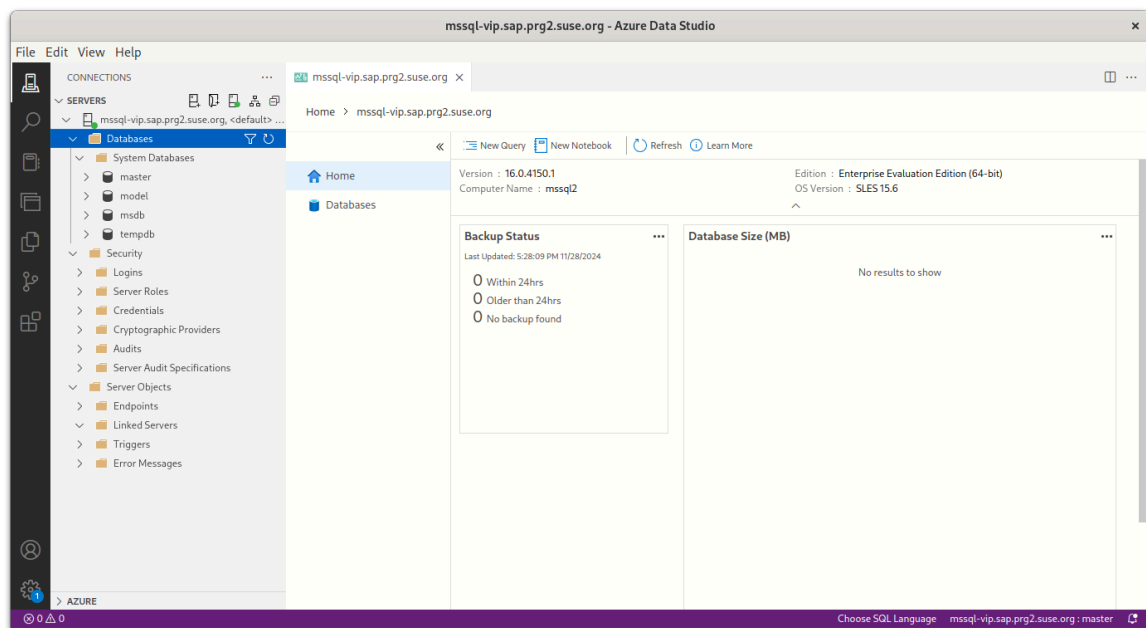 mssql-vip.sap.prg2.suse.org - Azure Data Studio
File Edit View Help
CONNECTIONS
SERVERS
mssql-vip.sap.prg2.suse.org, <default> ...
Databases
System Databases
master
model
msdb
tempdb
Security
Logins
Server Roles
Credentials
Cryptographic Providers
Audits
Server Audit Specifications
Server Objects
Endpoints
Linked Servers
Triggers
Error Messages
AZURE
mssql-vip.sap.prg2.suse.org
Home > mssql-vip.sap.prg2.suse.org
Home
Databases
New Query New Notebook Refresh Learn More
Version : 16.0.4150.1
Computer Name : mssql2
Edition : Enterprise Evaluation Edition (64-bit)
OS Version : SLES 15.6
Backup Status
Last Updated: 5:28:09 PM 11/28/2024
0 Within 24hrs
0 Older than 24hrs
0 No backup found
Database Size (MB)
No results to show
1
0 0
Choose SQL Language mssql-vip.sap.prg2.suse.org : master